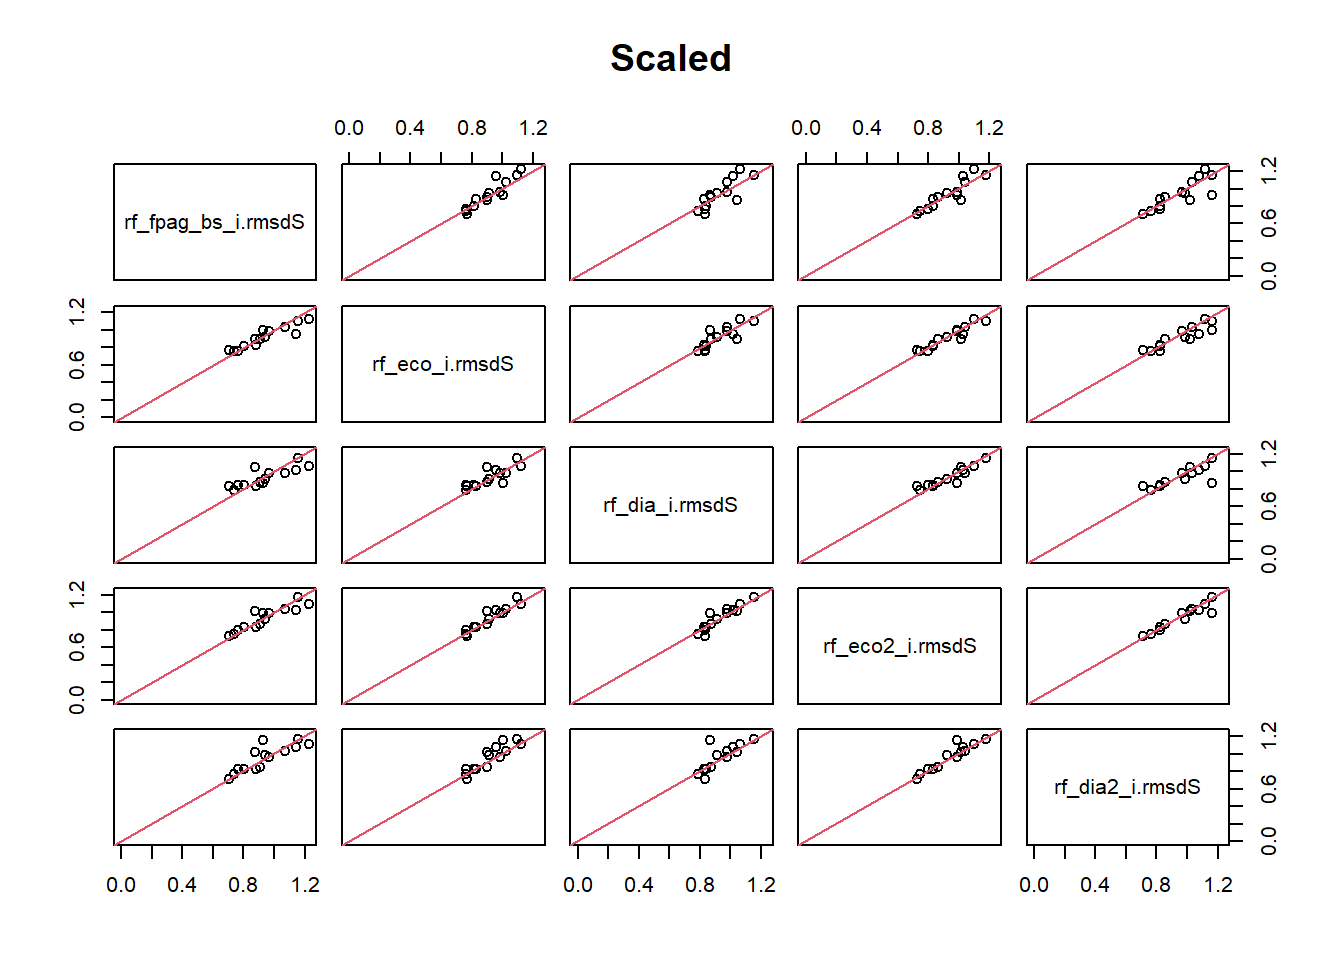 Scaled
0.0 0.4 0.8 1.2 0.0 0.4 0.8 1.2
rf_fpag_bs_i.rmsdS 0.0 0.6 1.2
0.0 0.6 1.2 rf_eco_i.rmsdS
rf_dia_i.rmsdS 0.0 0.6 1.2
0.0 0.6 1.2 rf_eco2_i.rmsdS
rf_dia2_i.rmsdS 0.0 0.6 1.2
0.0 0.4 0.8 1.2 0.0 0.4 0.8 1.2 0.0 0.4 0.8 1.2